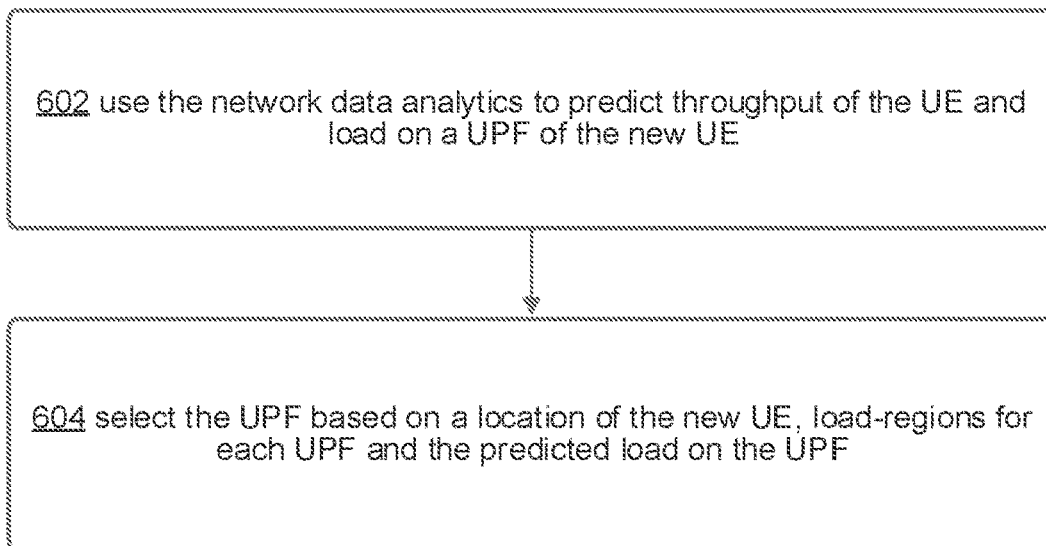 602 use the network data analytics to predict throughput of the UE and
load on a UPF of the new UE
604 select the UPF based on a location of the new UE, load-regions for
each UPF and the predicted load on the UPF